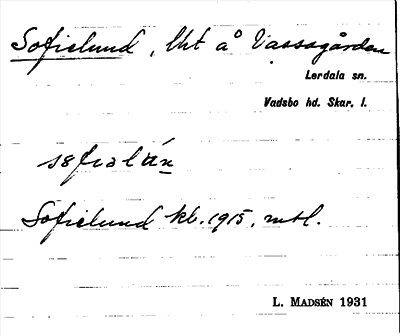 Sofielund, lht å Vassagården
Lerdala sn.
Vadsbo hd. Skar. l.
Sofielund kb. 1915, mtl.
L. MADSÉN 1931